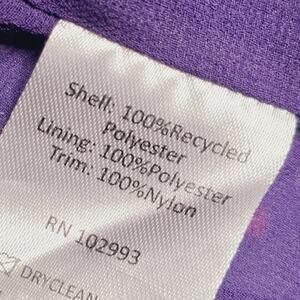 Shell: 100%Recycled
Polyester
Lining: 100%Polyester
Trim: 100%Nylon
RN 102993
DRYCLEAN